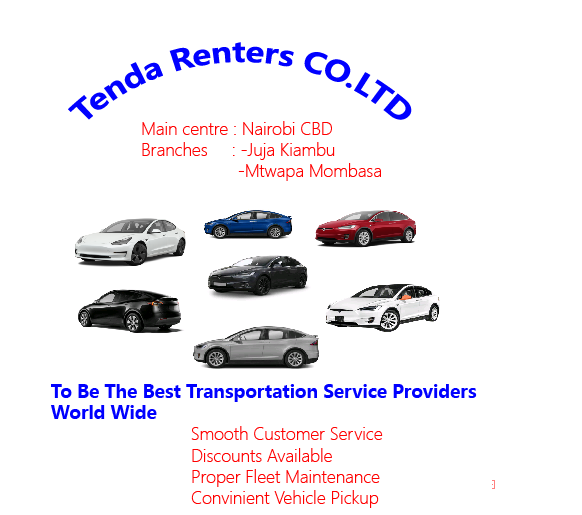 Tenda Renters CO.LTD
Main centre : Nairobi CBD
Branches : -Juja Kiambu
-Mtwapa Mombasa
To Be The Best Transportation Service Providers
World Wide
Smooth Customer Service
Discounts Available
Proper Fleet Maintenance
Convinient Vehicle Pickup